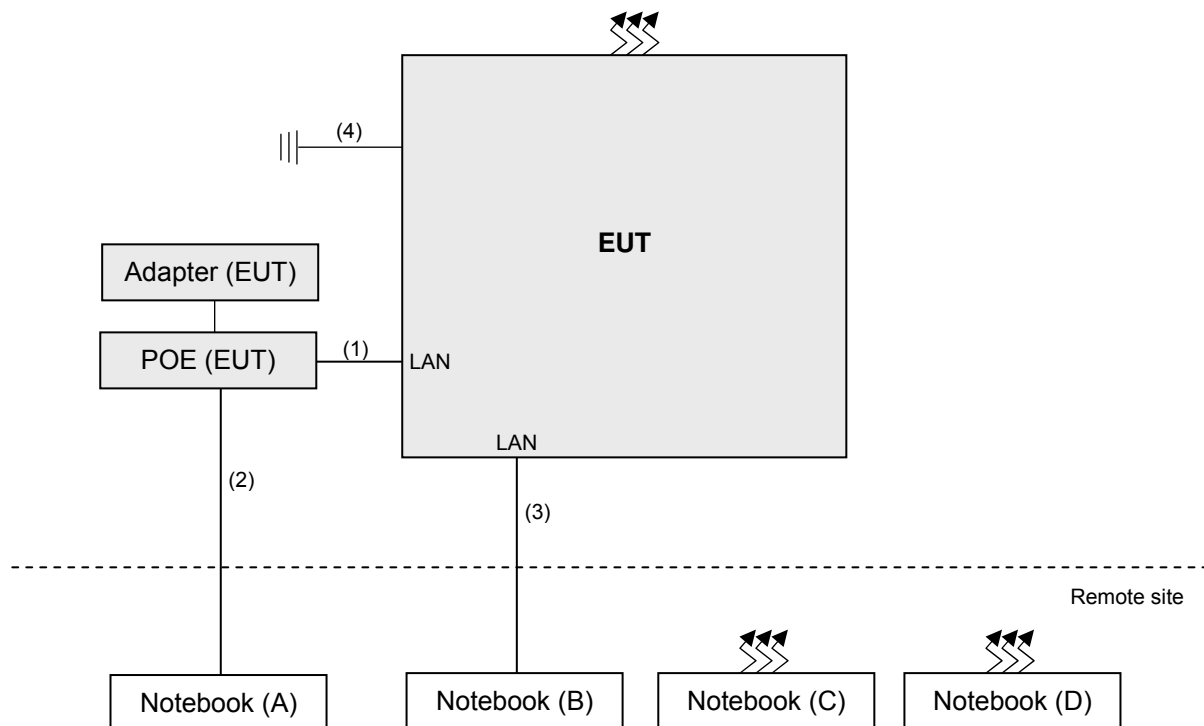 (4)
EUT
Adapter (EUT)
POE (EUT)
(1)
LAN
LAN
(2)
(3)
Remote site
Notebook (A)
Notebook (B)
Notebook (C)
Notebook (D)